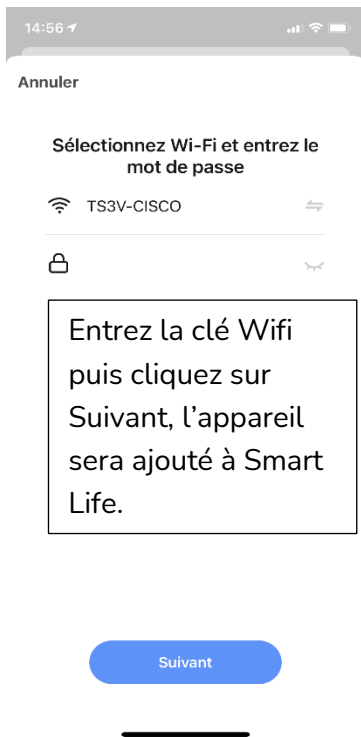 14:56
Annuler
Sélectionnez Wi-Fi et entrez le
mot de passe
TS3V-CISCO
Entrez la clé Wifi
puis cliquez sur
Suivant, l’appareil
sera ajouté à Smart
Life.
Suivant